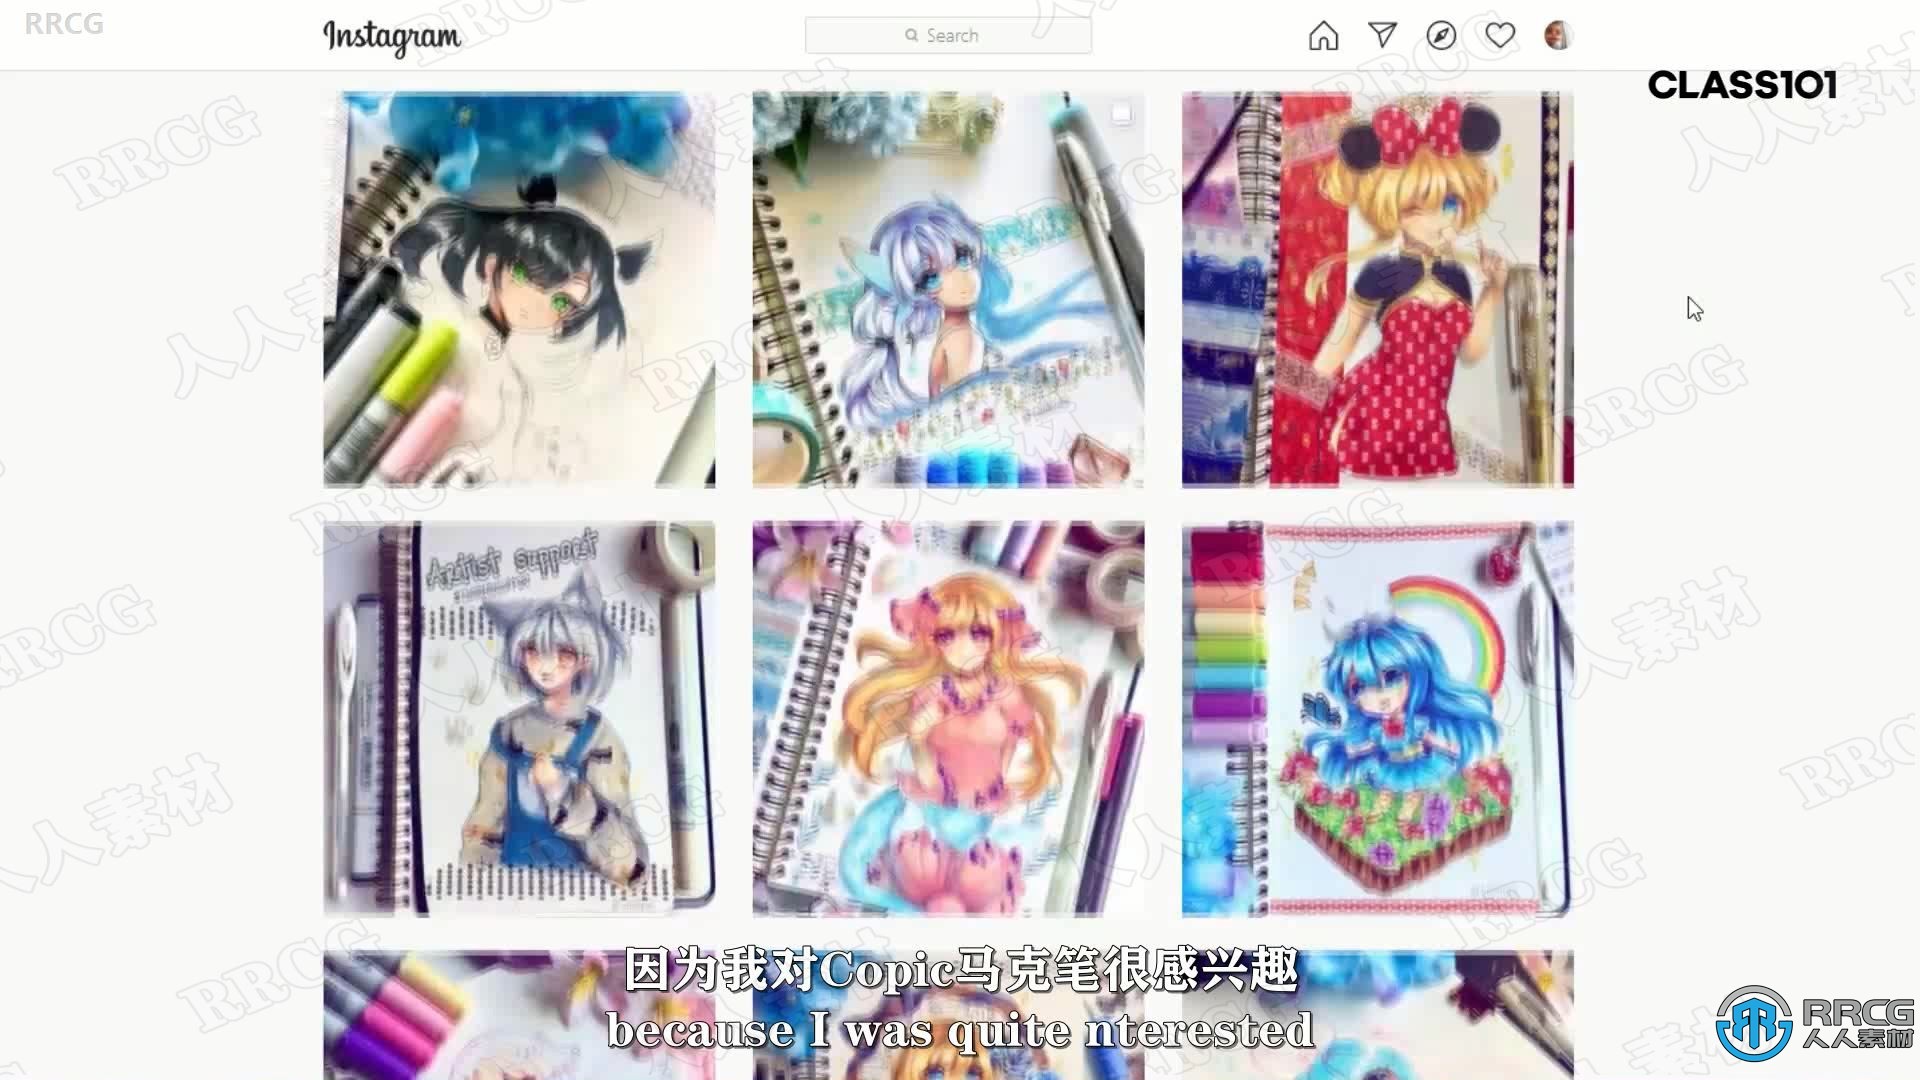 RRCG
Instagram
Search
CLASS101
Artist support
因为我对Copic马克笔很感兴趣
because I was quite nterested
RRCG
人人素材